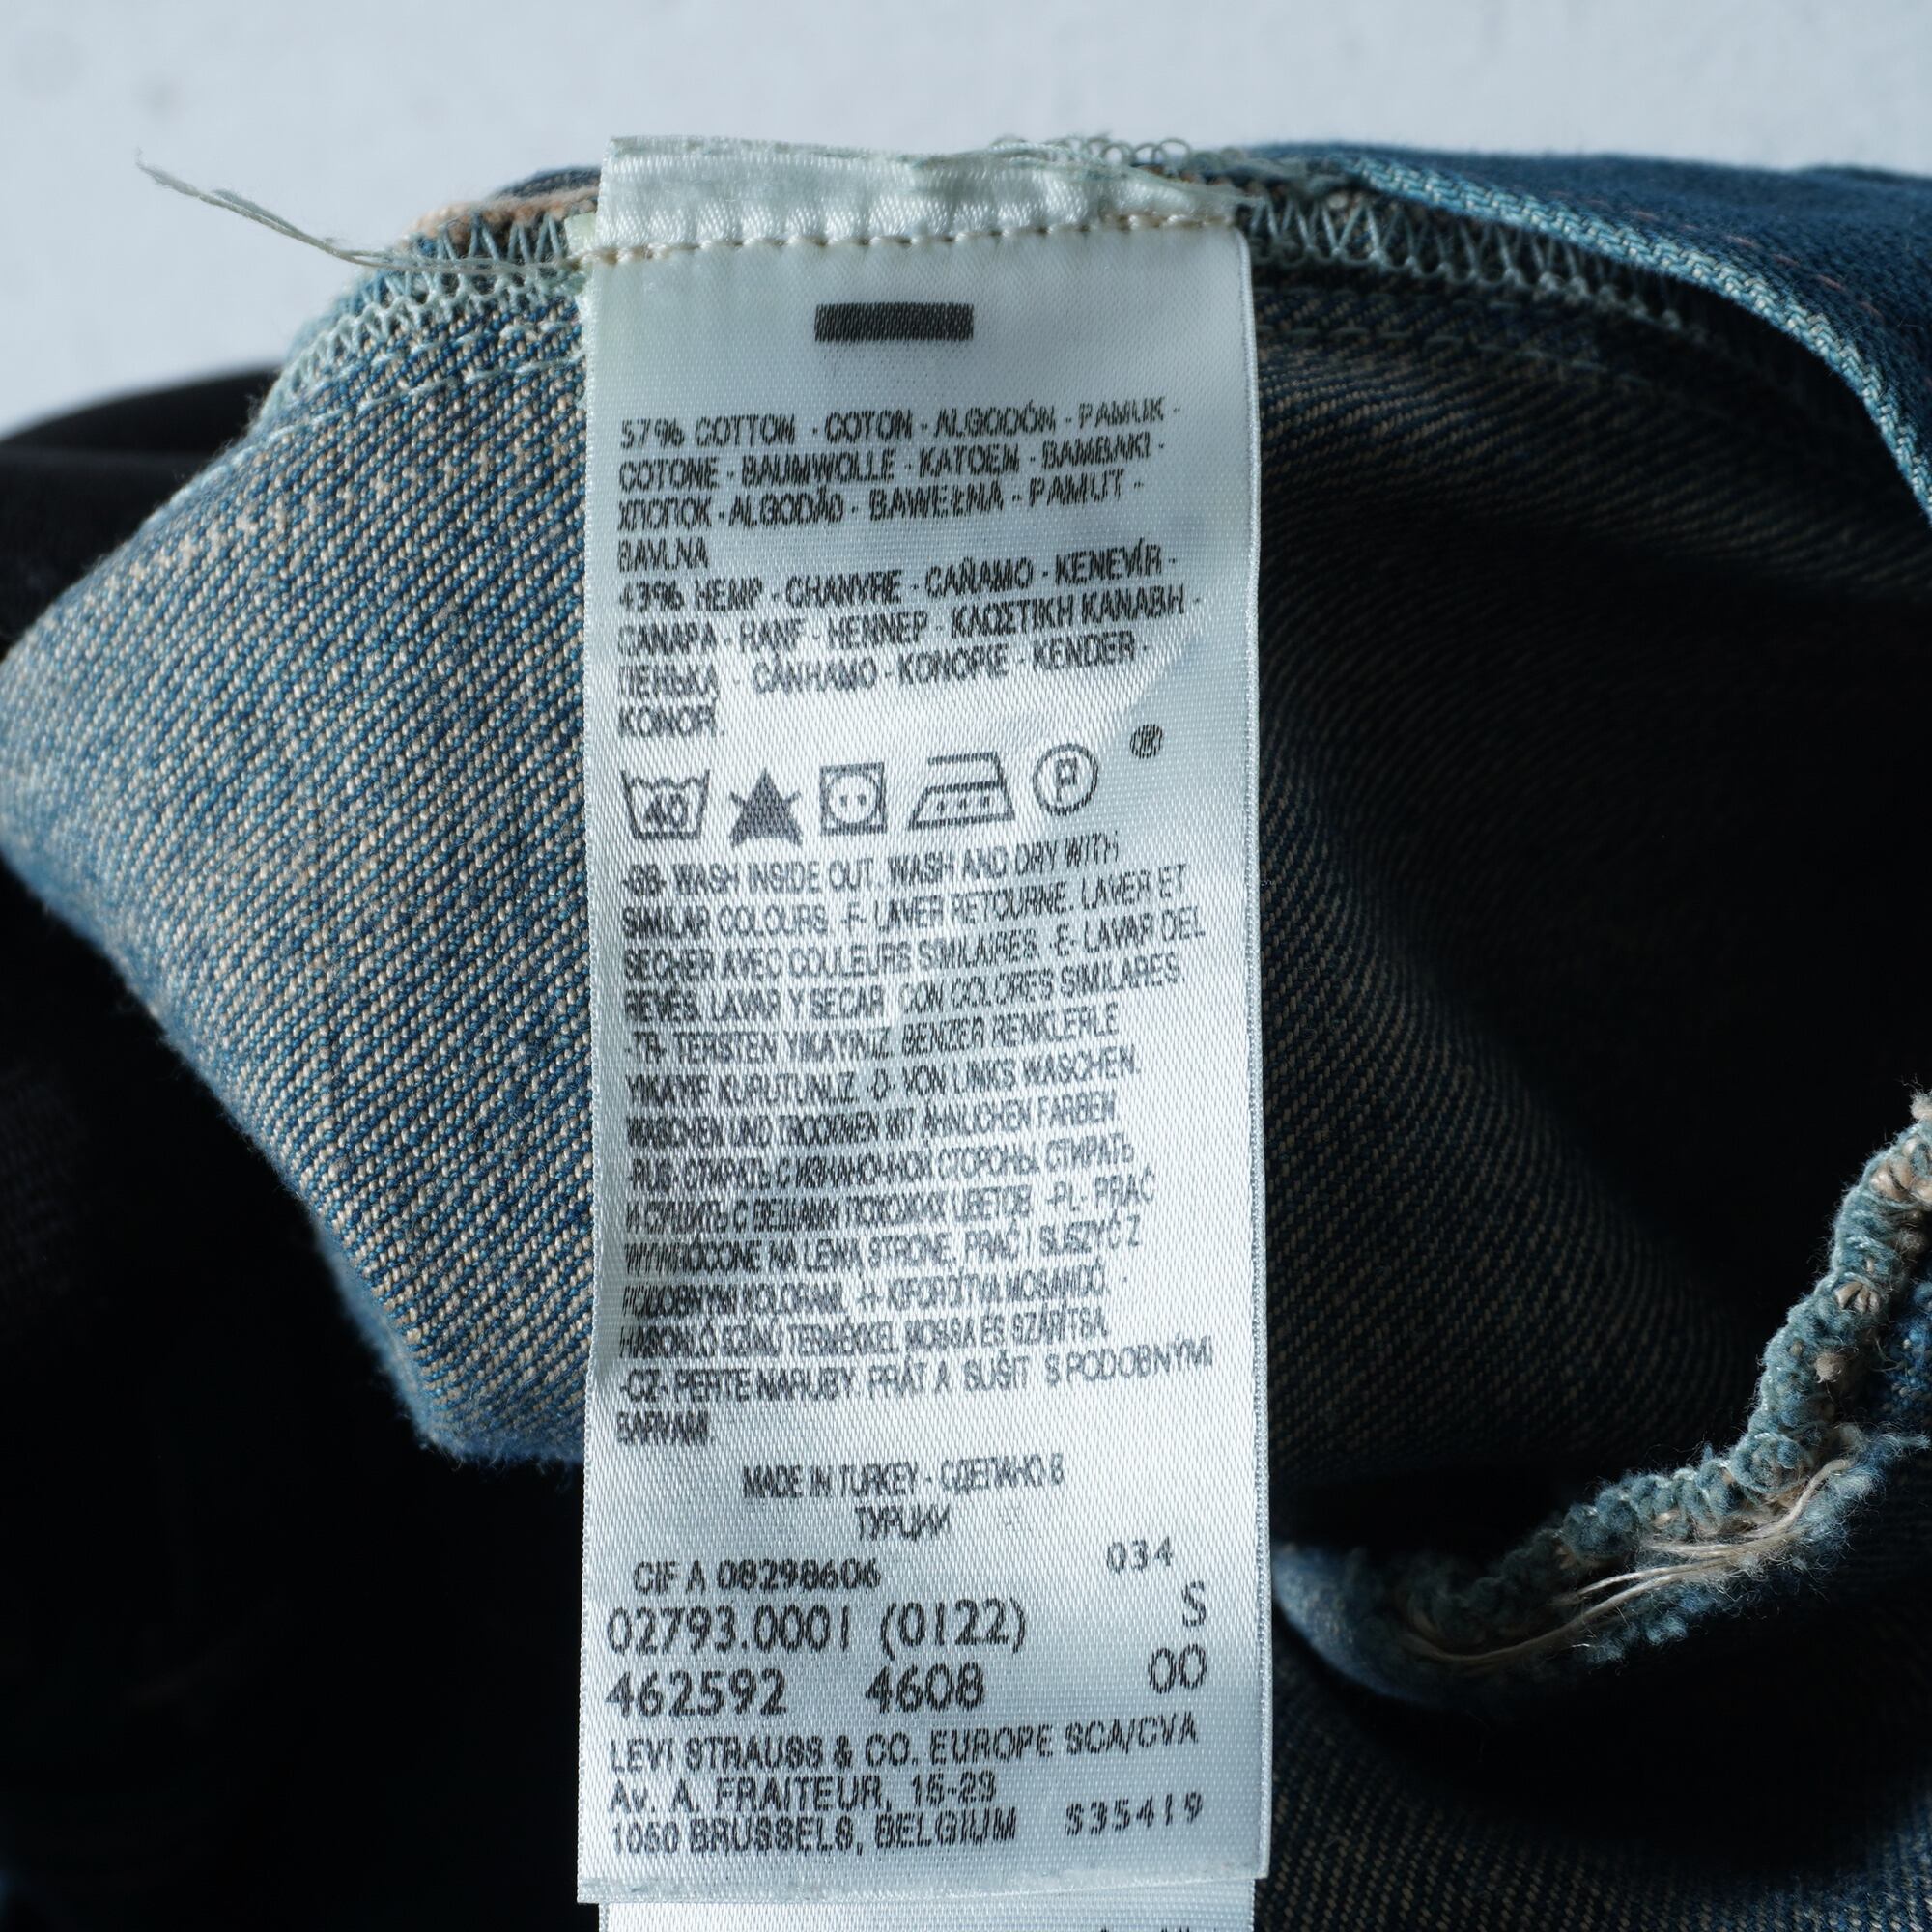 57% COTTON · COTON · ALGODÓN · PAMUK ·
COTONE · BAUMWOLLE · KATOEN · BAMBAKI ·
ХЛОПОК · ALGODÃO · BAWEŁNA · PAMUT ·
BAVLNA
43% HEMP · CHANVRE · CAÑAMO · KENEVİR ·
CANAPA · HANF · HENNEP · ΚΛΩΣΤΙΚΗ ΚΑΝΑΒΗ ·
ПЕНЬКА · CÂNHAMO · KONOPIE · KENDER ·
KONOPÍ
40
P
®
-GB- WASH INSIDE OUT. WASH AND DRY WITH
SIMILAR COLOURS. -F- LAVER RETOURNE. LAVER ET
SECHER AVEC COULEURS SIMILAIRES. -E- LAVAR DEL
REVES. LAVAR Y SECAR CON COLORES SIMILARES
-TR- TERSTEN YIKAYINIZ. BENZER RENKLERLE
YIKAYIP KURUTUNUZ. -D- VON LINKS WASCHEN.
WASCHEN UND TROCKNEN MIT ÄHNLICHEN FARBEN
-RUS- СТИРАТЬ С ИЗНАНОЧНОЙ СТОРОНЫ. СТИРАТЬ
И СУШИТЬ С ВЕЩАМИ ПОХОЖИХ ЦВЕТОВ -PL- PRAĆ
WYWRÓCONE NA LEWĄ STRONĘ. PRAĆ I SUSZYĆ Z
PODOBNYMI KOLORAMI. -H- KIFORDÍTVA MOSANDÓ.
HASONLÓ SZÍNŰ TERMÉKKEL MOSSA ÉS SZÁRÍTSA.
-CZ- PERTE NARUBY. PRÁT A SUŠIT S PODOBNÝMI
BARVAMI
MADE IN TURKEY - СДЕЛАНО В
ТУРЦИИ
CIF A 08298606 034
02793.0001 (0122) S
462592 4608 00
LEVI STRAUSS & CO. EUROPE SCA/CVA
Av. A. FRAITEUR, 15-23
1050 BRUSSELS, BELGIUM S35419